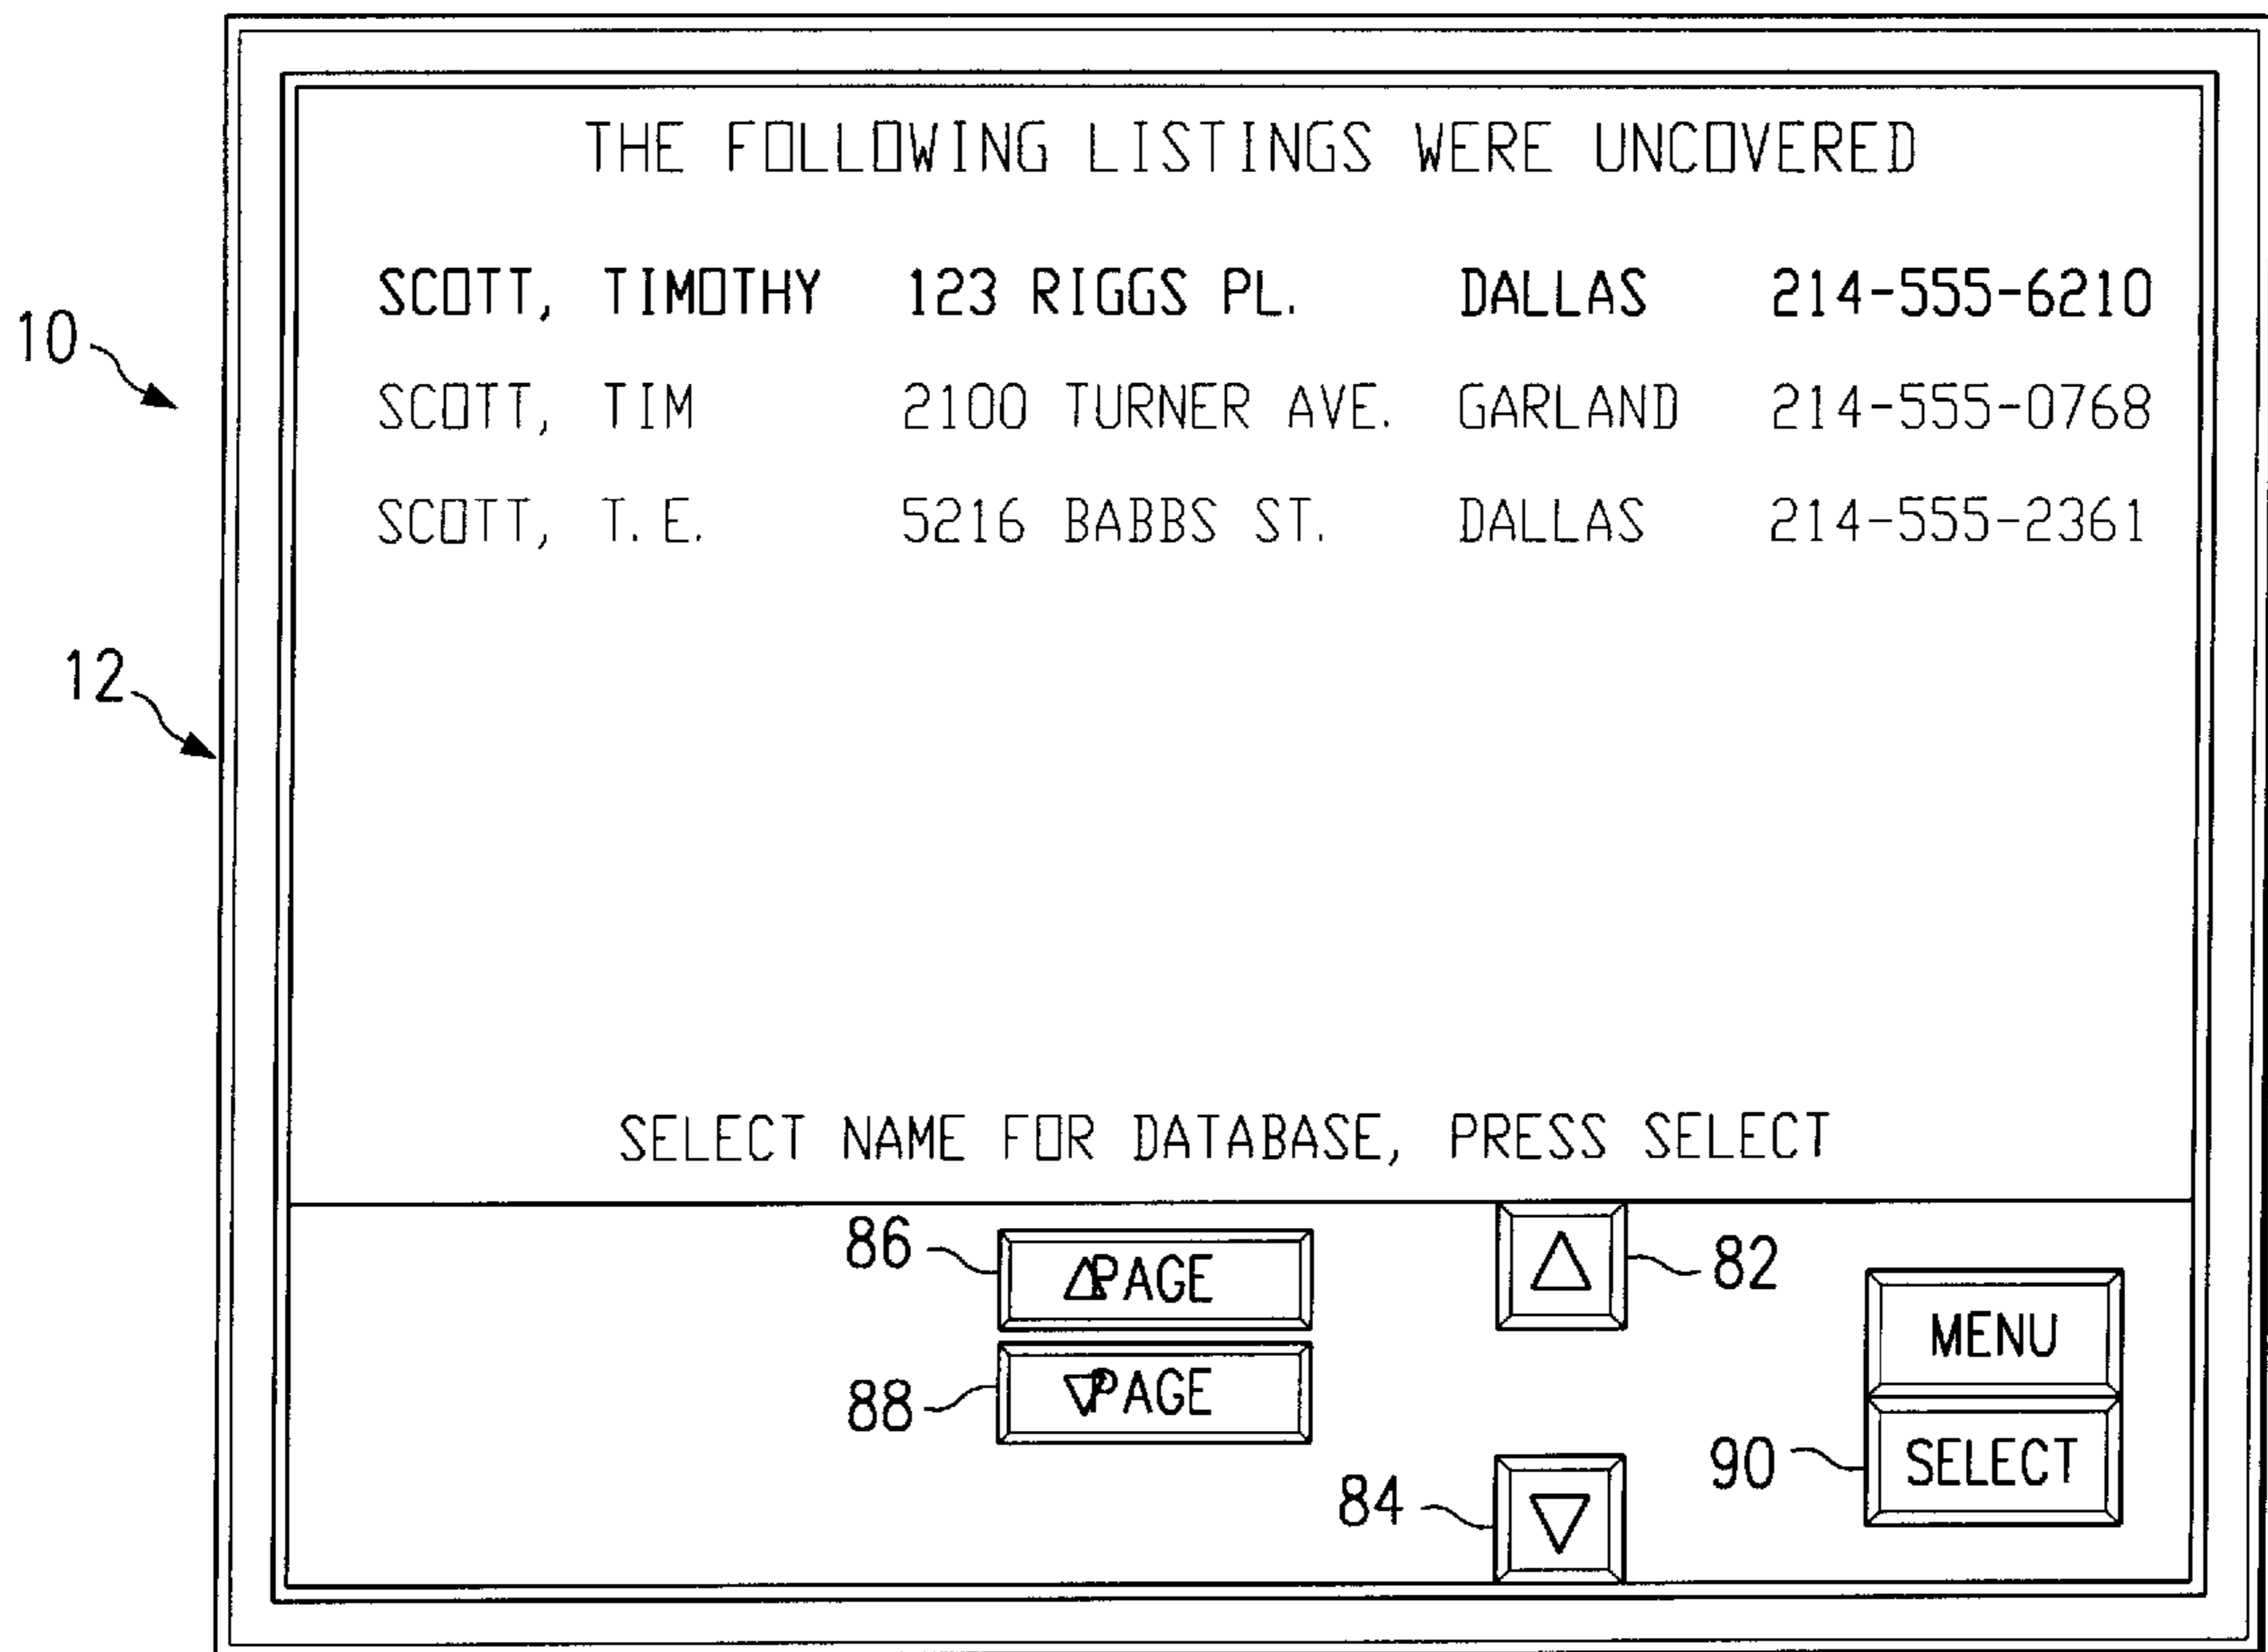 THE FOLLOWING LISTINGS WERE UNCOVERED
SCOTT, TIMOTHY 123 RIGGS PL. DALLAS 214-555-6210
10
SCOTT, TIM 2100 TURNER AVE. GARLAND 214-555-0768
SCOTT, T.E. 5216 BABBS ST. DALLAS 214-555-2361
12
SELECT NAME FOR DATABASE, PRESS SELECT
86 △PAGE △ 82
MENU
88 ▽PAGE
90 SELECT
84 ▽